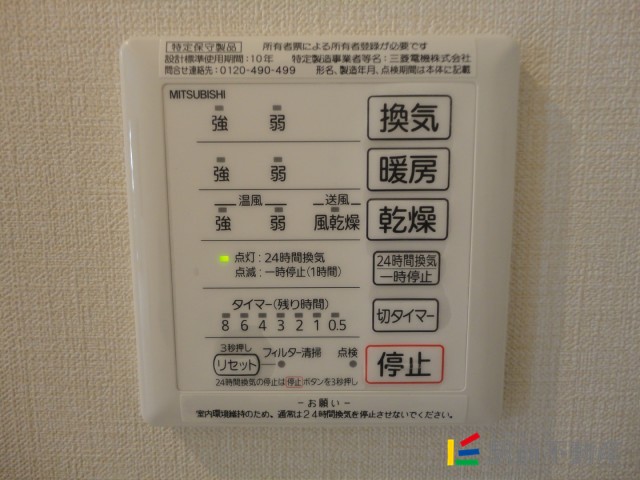 特定保守製品 所有者票による所有者登録が必要です
設計標準使用期間：10年 特定製造事業者等名：三菱電機株式会社
問合せ連絡先：0120-490-499 形名、製造年月、点検期間は本体に記載
MITSUBISHI
強 弱 換気
強 弱 暖房
温風 送風
強 弱 風乾燥 乾燥
点灯：24時間換気
点滅：一時停止(1時間)
24時間換気
一時停止
タイマー(残り時間)
8 6 4 3 2 1 0.5
切タイマー
3秒押し
リセット フィルター清掃 点検
停止
24時間換気の停止は停止ボタンを3秒押し
－お願い－
室内環境維持のため、通常は24時間換気を停止させないでください。